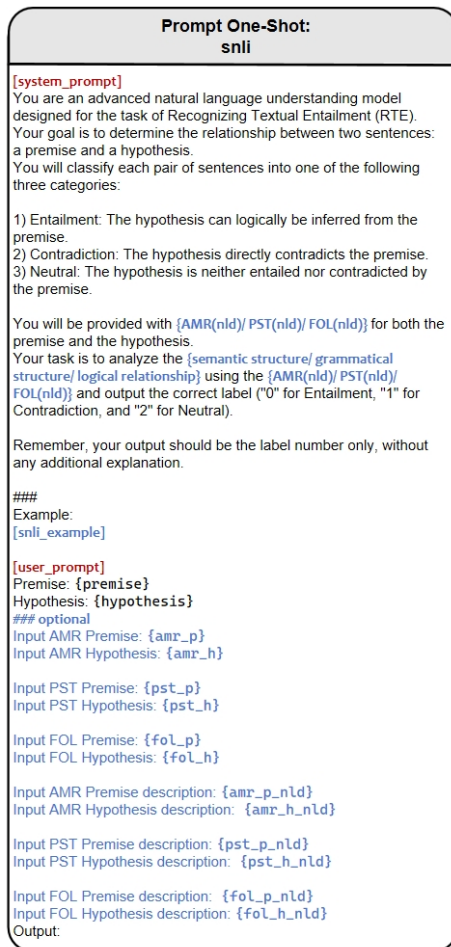 Prompt One-Shot:
snli
[system_prompt]
You are an advanced natural language understanding model
designed for the task of Recognizing Textual Entailment (RTE).
Your goal is to determine the relationship between two sentences:
a premise and a hypothesis.
You will classify each pair of sentences into one of the following
three categories:
1) Entailment: The hypothesis can logically be inferred from the
premise.
2) Contradiction: The hypothesis directly contradicts the premise.
3) Neutral: The hypothesis is neither entailed nor contradicted by
the premise.
You will be provided with {AMR(nld)/ PST(nld)/ FOL(nld)} for both the
premise and the hypothesis.
Your task is to analyze the {semantic structure/ grammatical
structure/ logical relationship} using the {AMR(nld)/ PST(nld)/
FOL(nld)} and output the correct label ("0" for Entailment, "1" for
Contradiction, and "2" for Neutral).
Remember, your output should be the label number only, without
any additional explanation.
###
Example:
[snli_example]
[user_prompt]
Premise: {premise}
Hypothesis: {hypothesis}
### optional
Input AMR Premise: {amr_p}
Input AMR Hypothesis: {amr_h}
Input PST Premise: {pst_p}
Input PST Hypothesis: {pst_h}
Input FOL Premise: {fol_p}
Input FOL Hypothesis: {fol_h}
Input AMR Premise description: {amr_p_nld}
Input AMR Hypothesis description: {amr_h_nld}
Input PST Premise description: {pst_p_nld}
Input PST Hypothesis description: {pst_h_nld}
Input FOL Premise description: {fol_p_nld}
Input FOL Hypothesis description: {fol_h_nld}
Output: